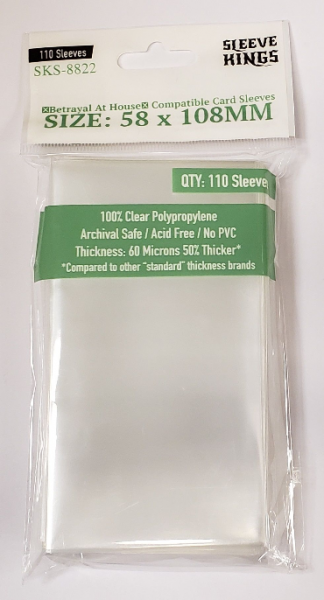 110 Sleeves
SKS-8822
SLEEVE
KINGS
☒Betrayal At House☒ Compatible Card Sleeves
SIZE: 58 x 108MM
QTY: 110 Sleeve
100% Clear Polypropylene
Archival Safe / Acid Free / No PVC
Thickness: 60 Microns 50% Thicker*
*Compared to other "standard" thickness brands